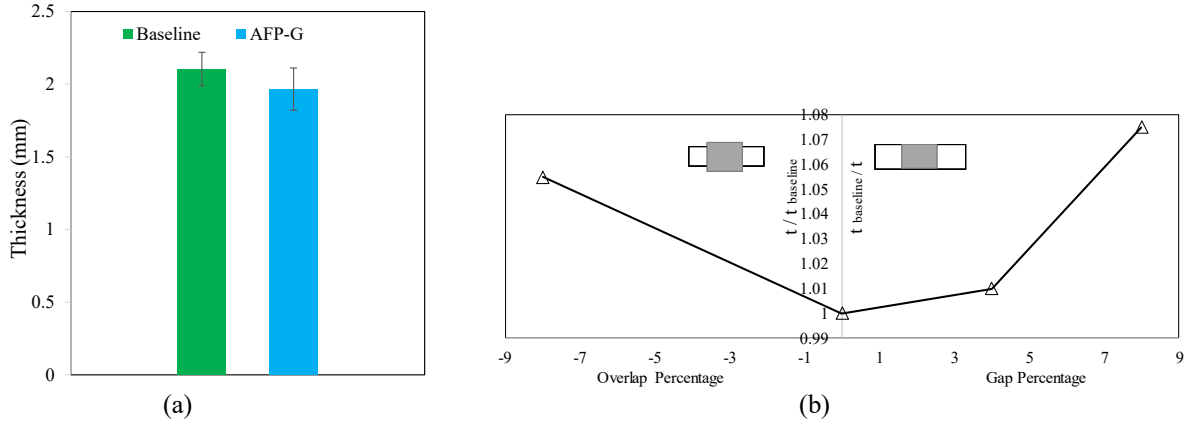 2.5
Baseline AFP-G
2
1.5
1
0.5
0
Thickness (mm)
(a)
1.08
1.07
1.06
1.05
1.04
1.03
1.02
1.01
1
0.99
t / t baseline
t baseline / t
-9 -7 -5 -3 -1 1 3 5 7 9
Overlap Percentage Gap Percentage
(b)